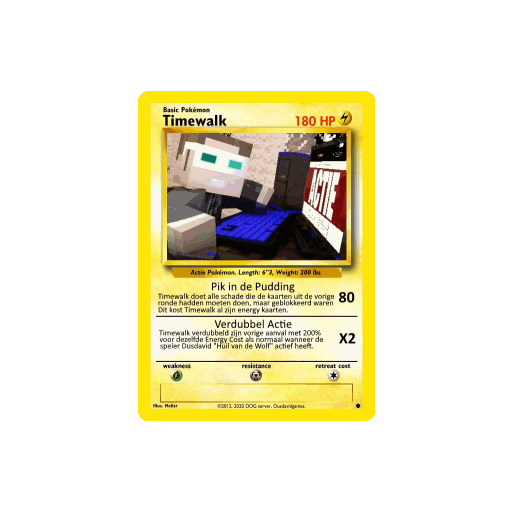 Basic Pokémon
Timewalk 180 HP
ACTIE
Actie Pokémon. Length: 6"3, Weight: 200 lbs
Pik in de Pudding
Timewalk doet alle schade die de kaarten uit de vorige
ronde hadden moeten doen, maar geblokkeerd waren
Dit kost Timewalk al zijn energy kaarten.
80
Verdubbel Actie
Timewalk verdubbeld zijn vorige aanval met 200%
voor dezelfde Energy Cost als normaal wanneer de
speler Dusdavid "Huil van de Wolf" actief heeft.
X2
weakness resistance retreat cost
Illus. Heller ©2012, 2020 DDG server, Dusdavidgames.